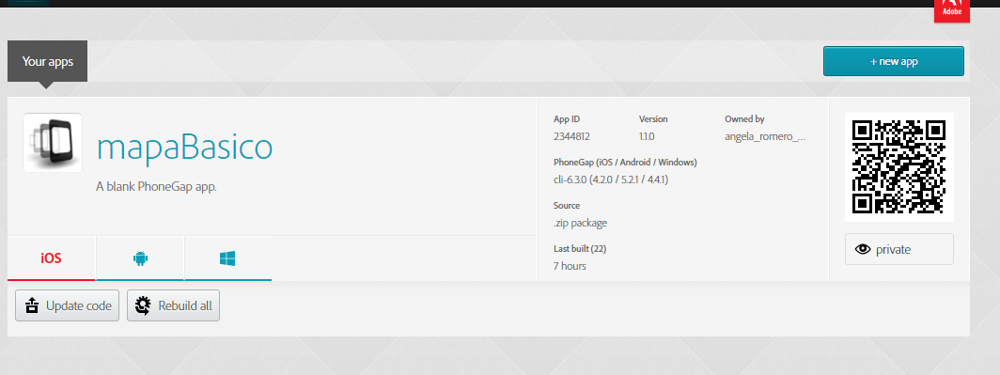 Adobe
Your apps
+ new app
mapaBasico
A blank PhoneGap app.
App ID
2344812
Version
1.1.0
Owned by
angela_romero_...
PhoneGap (iOS / Android / Windows)
cli-6.3.0 (4.2.0 / 5.2.1 / 4.4.1)
Source
.zip package
Last built (22)
7 hours
private
iOS
Update code
Rebuild all